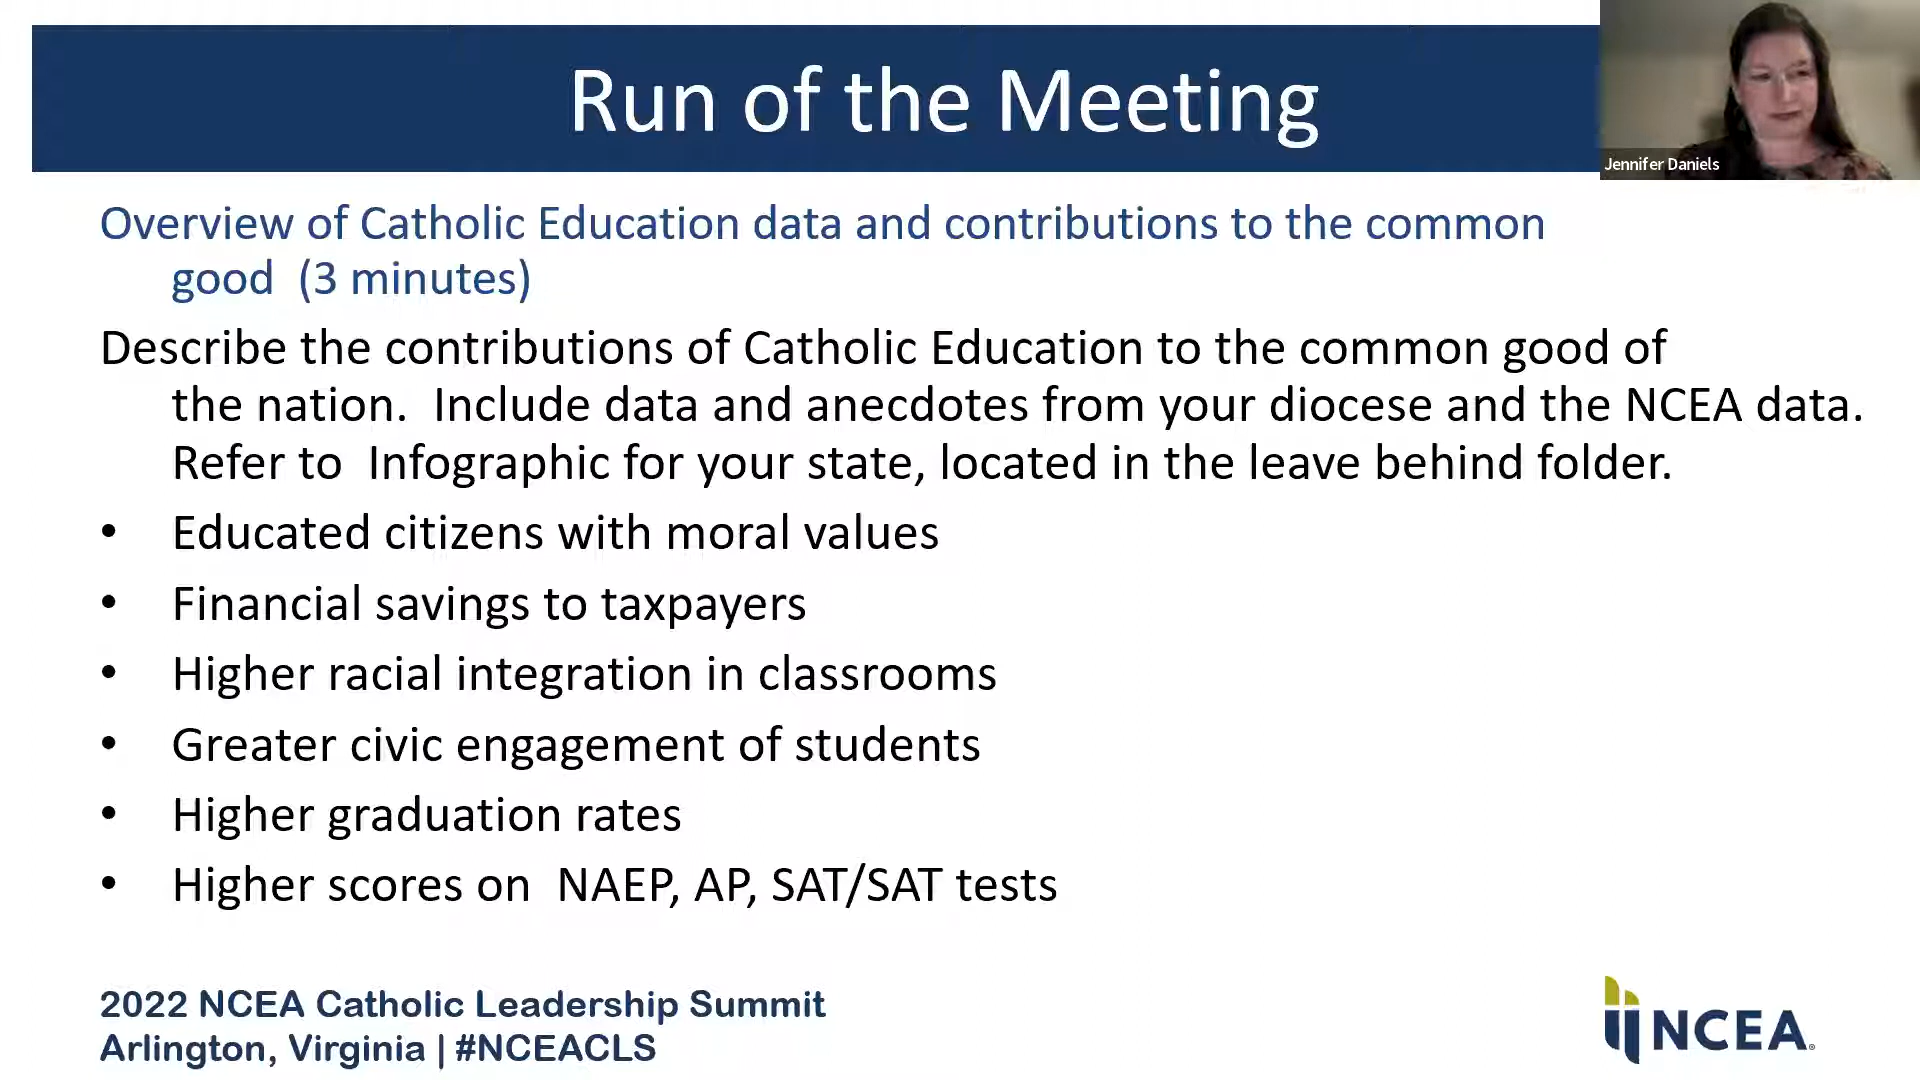 Run of the Meeting
Jennifer Daniels
Overview of Catholic Education data and contributions to the common
good  (3 minutes)
Describe the contributions of Catholic Education to the common good of
the nation.  Include data and anecdotes from your diocese and the NCEA data.
Refer to  Infographic for your state, located in the leave behind folder.
• Educated citizens with moral values
• Financial savings to taxpayers
• Higher racial integration in classrooms
• Greater civic engagement of students
• Higher graduation rates
• Higher scores on  NAEP, AP, SAT/SAT tests
2022 NCEA Catholic Leadership Summit
Arlington, Virginia | #NCEACLS
NCEA®